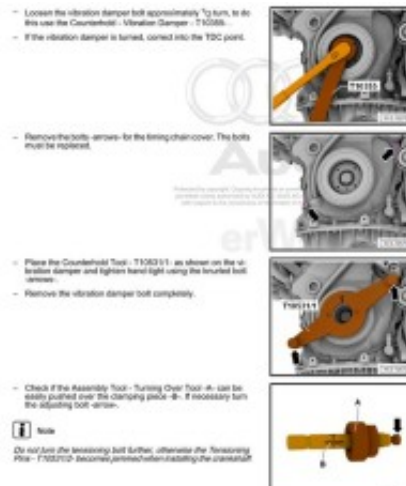 – Loosen the vibration damper bolt approximately turn, to do
this use the Counterhold - Vibration Damper - T10355-.
– If the vibration damper is turned, correct into the TDC point.
T10355
– Remove the bolts -arrows- for the timing chain cover. The bolts
must be replaced.
– Place the Counterhold Tool - T10531/1- as shown on the vi-
bration damper and tighten hand-tight using the knurled bolt
-arrows-.
– Remove the vibration damper bolt completely.
T10531/1
– Check if the Assembly Tool - Turning Over Tool -A- can be
easily pushed over the clamping piece -B-. If necessary turn
the adjusting bolt -arrow-.
A
B
i Note
Do not turn the tensioning bolt further, otherwise the Tensioning
Pins - T10531/2- becomes jammed when installing the crankshaft